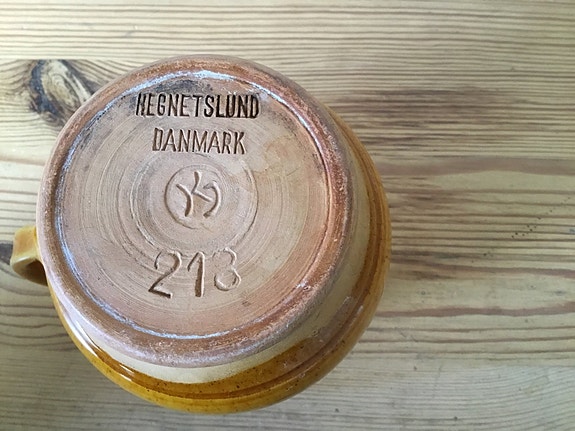 HEGNETSLUND
DANMARK
213